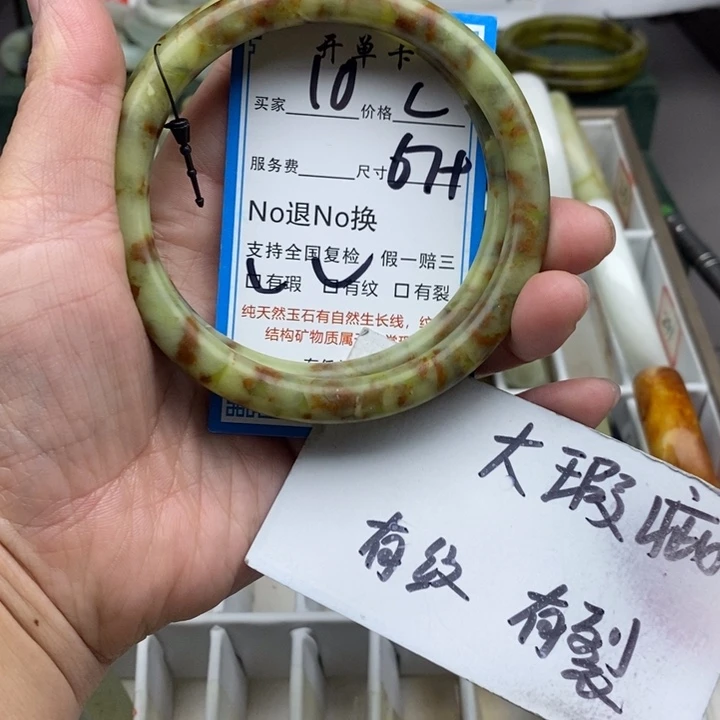 开单卡
买家 10 价格 L
服务费 尺寸 57H
No退No换
支持全国复检，假一赔三
☑有瑕 ☑有纹 口有裂
纯天然玉石有自然生长线，纹
结构矿物质属
大瑕疵
有纹 有裂